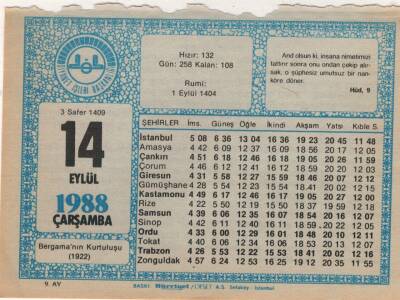 İŞLERİ BAŞKAN
3 Safer 1409
14
EYLÜL
1988
ÇARŞAMBA
Bergama'nın Kurtuluşu
(1922)
9. AY
Hızır: 132
Gün: 258 Kalan: 108
Rumi:
1 Eylül 1404
And olsun ki, insana nimetimizi
tattırır sonra onu ondan çekip alır-
sak, o şüphesiz umutsuz bir nan-
köre döner.
Hûd, 9
ŞEHİRLER İms. Güneş Öğle İkindi Akşam Yatsı Kıble S.
İstanbul 5 08 6 36 13 04 16 36 19 23 20 45 11 48
Amasya 4 42 6 09 12 37 16 09 18 56 20 17 12 07
Çankırı 4 51 6 18 12 46 16 18 19 05 20 26 11 59
Çorum 4 46 6 12 12 41 16 12 18 59 20 20 12 03
Giresun 4 31 5 58 12 27 15 59 18 46 20 07 12 12
Gümüşhane 4 28 5 54 12 23 15 54 18 41 20 02 12 15
Kastamonu 4 49 6 17 12 46 16 17 19 05 20 27 12 00
Rize 4 22 5 50 12 19 15 50 18 37 19 59
Samsun 4 39 6 06 12 35 16 07 18 54 20 16 12 07
Sinop 4 42 6 11 12 40 16 11 18 59
Ordu 4 33 6 00 12 29 16 01 18 48 20 10 12 11
Tokat 4 40 6 06 12 34 16 06 18 53 20 13 12 07
Trabzon 4 26 5 53 12 22 15 53 18 41 20 02 12 16
Zonguldak 4 57 6 24 12 53 16 25 19 12 20 35 11 55
BASKI Hürriyet/OFSET A.Ş. Sefaköy - İstanbul